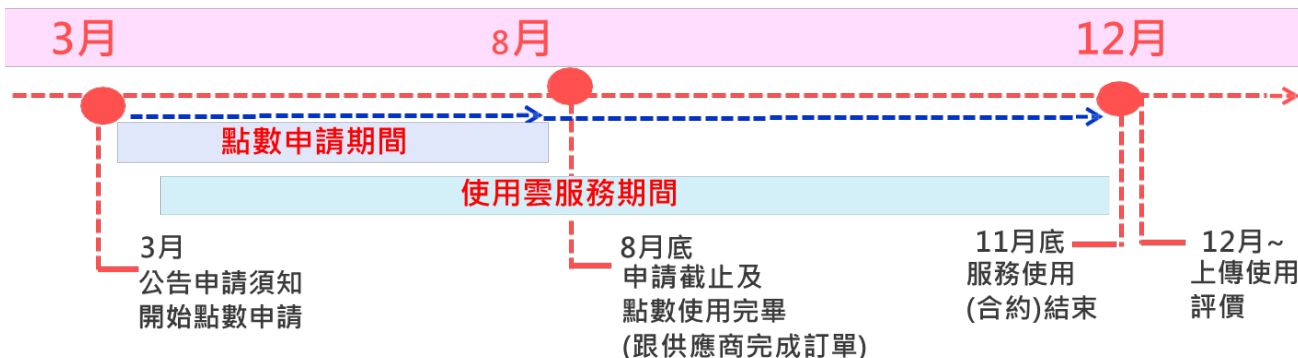 3月
8月
12月
點數申請期間
使用雲服務期間
3月
公告申請須知
開始點數申請
8月底
申請截止及
點數使用完畢
(跟供應商完成訂單)
11月底
服務使用
(合約)結束
12月~
上傳使用
評價